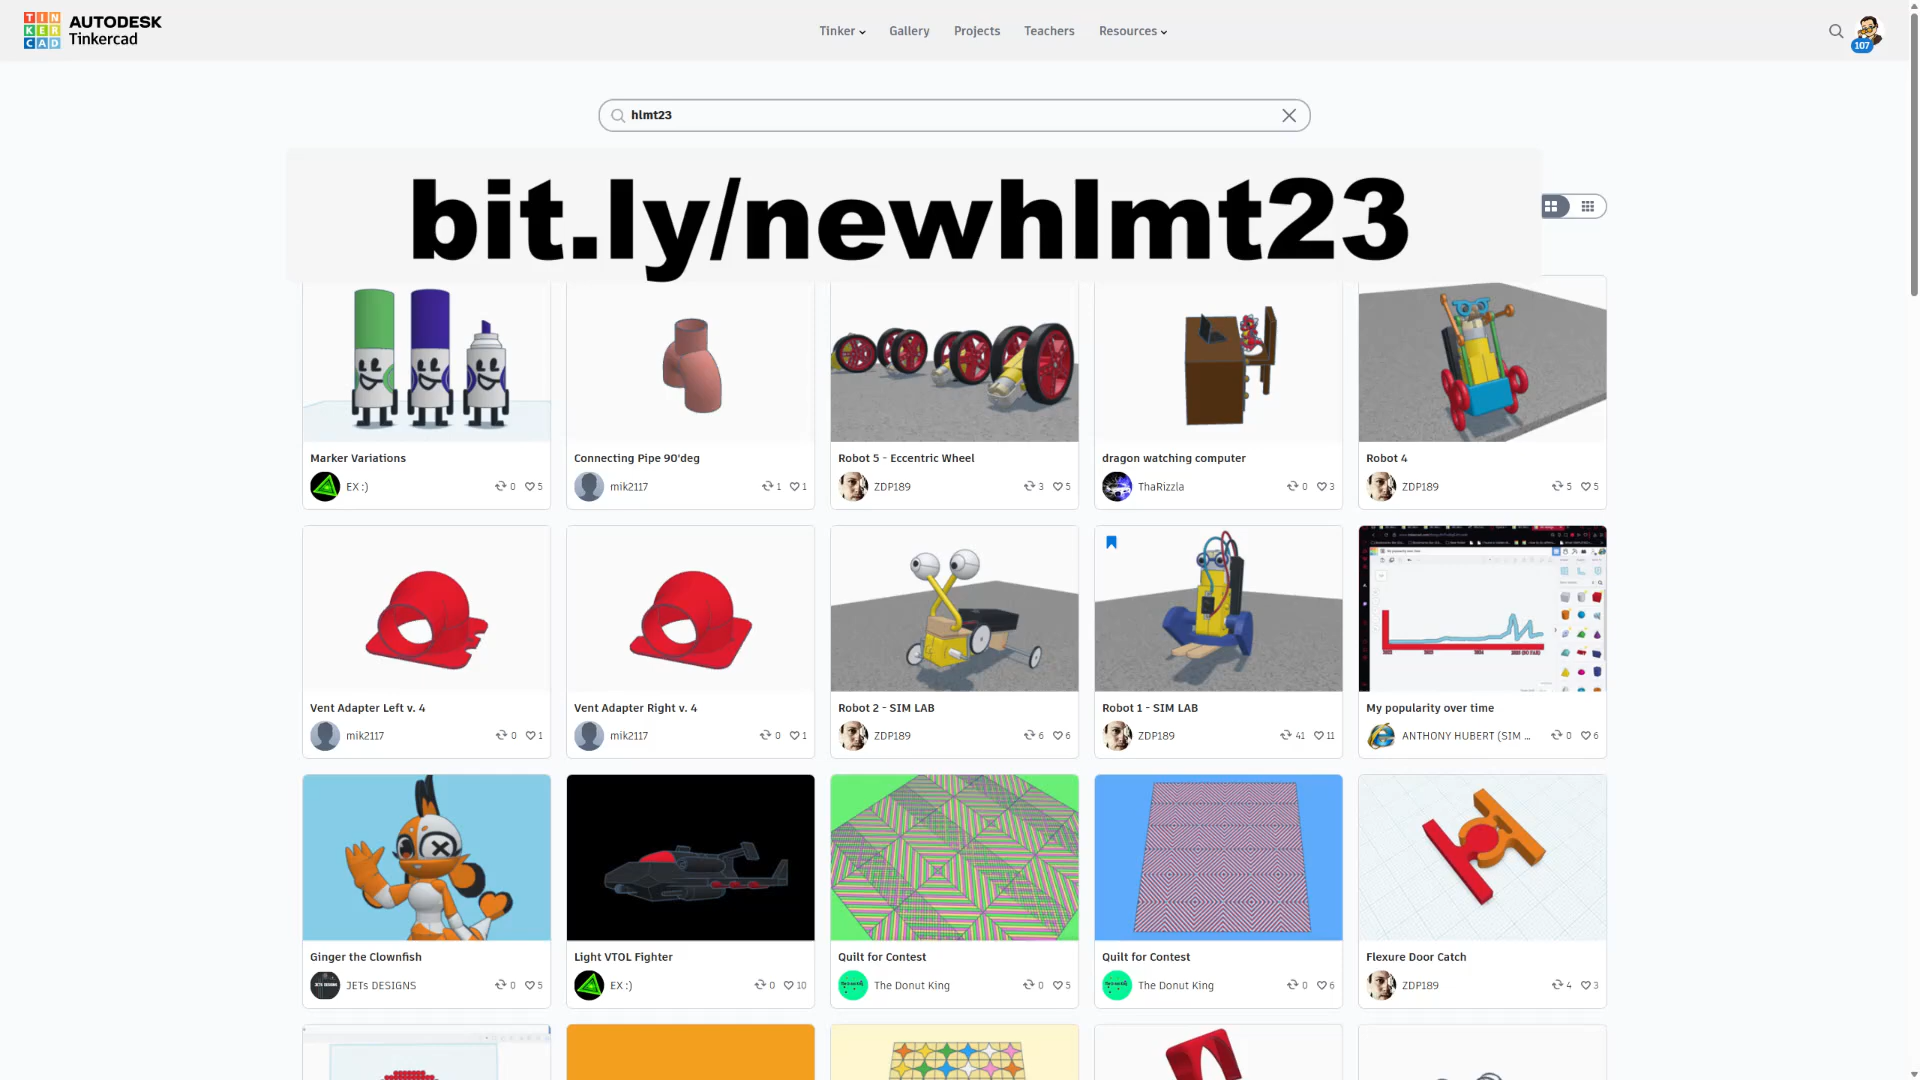 TIN
KER
CAD
AUTODESK
Tinkercad
Tinker
Gallery
Projects
Teachers
Resources
107
hlmt23
bit.ly/newhlmt23
Marker Variations
EX :)
0
5
Connecting Pipe 90'deg
mik2117
1
1
Robot 5 - Eccentric Wheel
ZDP189
3
5
dragon watching computer
ThaRizzla
0
3
Robot 4
ZDP189
5
5
Vent Adapter Left v. 4
mik2117
0
1
Vent Adapter Right v. 4
mik2117
0
1
Robot 2 - SIM LAB
ZDP189
6
6
Robot 1 - SIM LAB
ZDP189
41
11
My popularity over time
ANTHONY HUBERT (SIM ...
0
6
Ginger the Clownfish
JETs DESIGNS
0
5
Light VTOL Fighter
EX :)
0
10
Quilt for Contest
The Donut King
0
5
Quilt for Contest
The Donut King
0
6
Flexure Door Catch
ZDP189
4
3